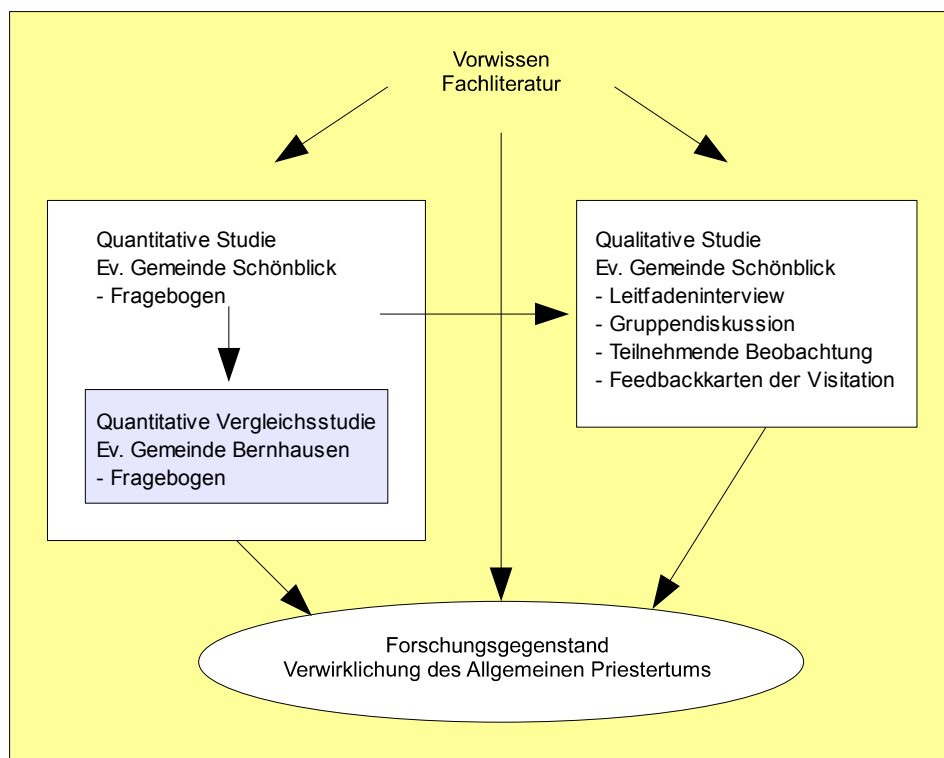 Vorwissen
Fachliteratur
Quantitative Studie
Ev. Gemeinde Schönblick
- Fragebogen
Quantitative Vergleichsstudie
Ev. Gemeinde Bernhausen
- Fragebogen
Qualitative Studie
Ev. Gemeinde Schönblick
- Leitfadeninterview
- Gruppendiskussion
- Teilnehmende Beobachtung
- Feedbackkarten der Visitation
Forschungsgegenstand
Verwirklichung des Allgemeinen Priestertums